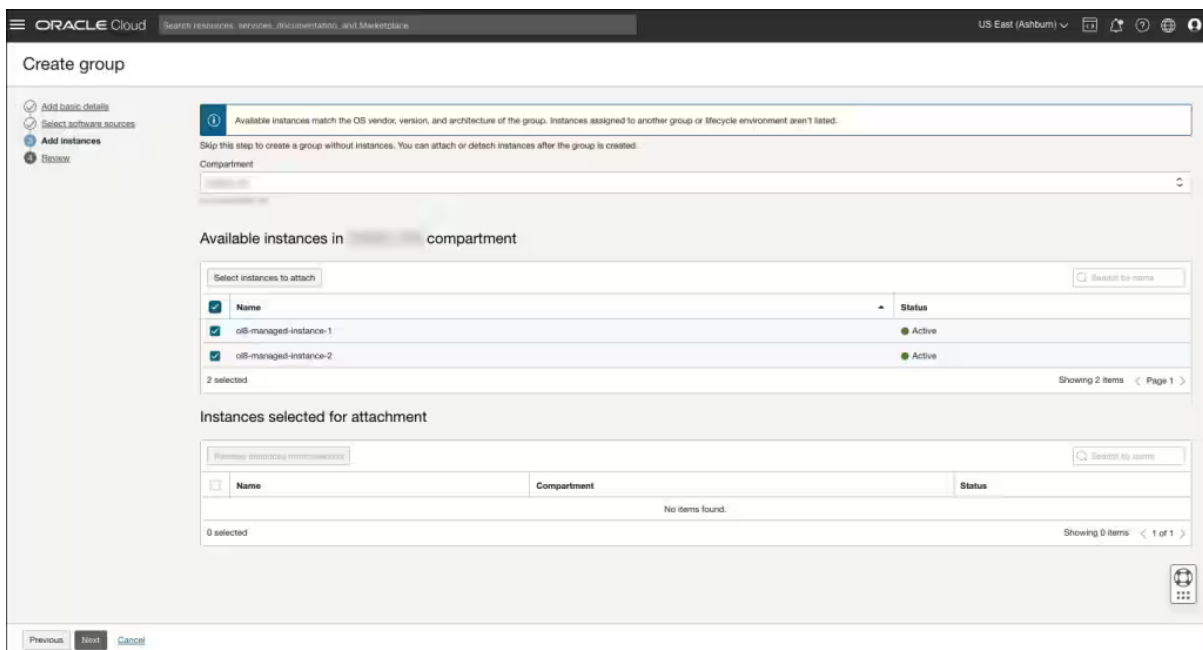 ORACLE Cloud
Search resources, services, documentation, and Marketplace
US East (Ashburn)
Create group
Add basic details
Select software sources
Add instances
4 Review
Available instances match the OS vendor, version, and architecture of the group. Instances assigned to another group or lifecycle environment aren't listed.
Skip this step to create a group without instances. You can attach or detach instances after the group is created.
Compartment
Available instances in compartment
Select instances to attach
Search by name
Name Status
ol8-managed-instance-1 Active
ol8-managed-instance-2 Active
2 selected Showing 2 items < Page 1 >
Instances selected for attachment
Search by name
Name Compartment Status
No items found.
0 selected Showing 0 items < 1 of 1 >
Previous Next Cancel